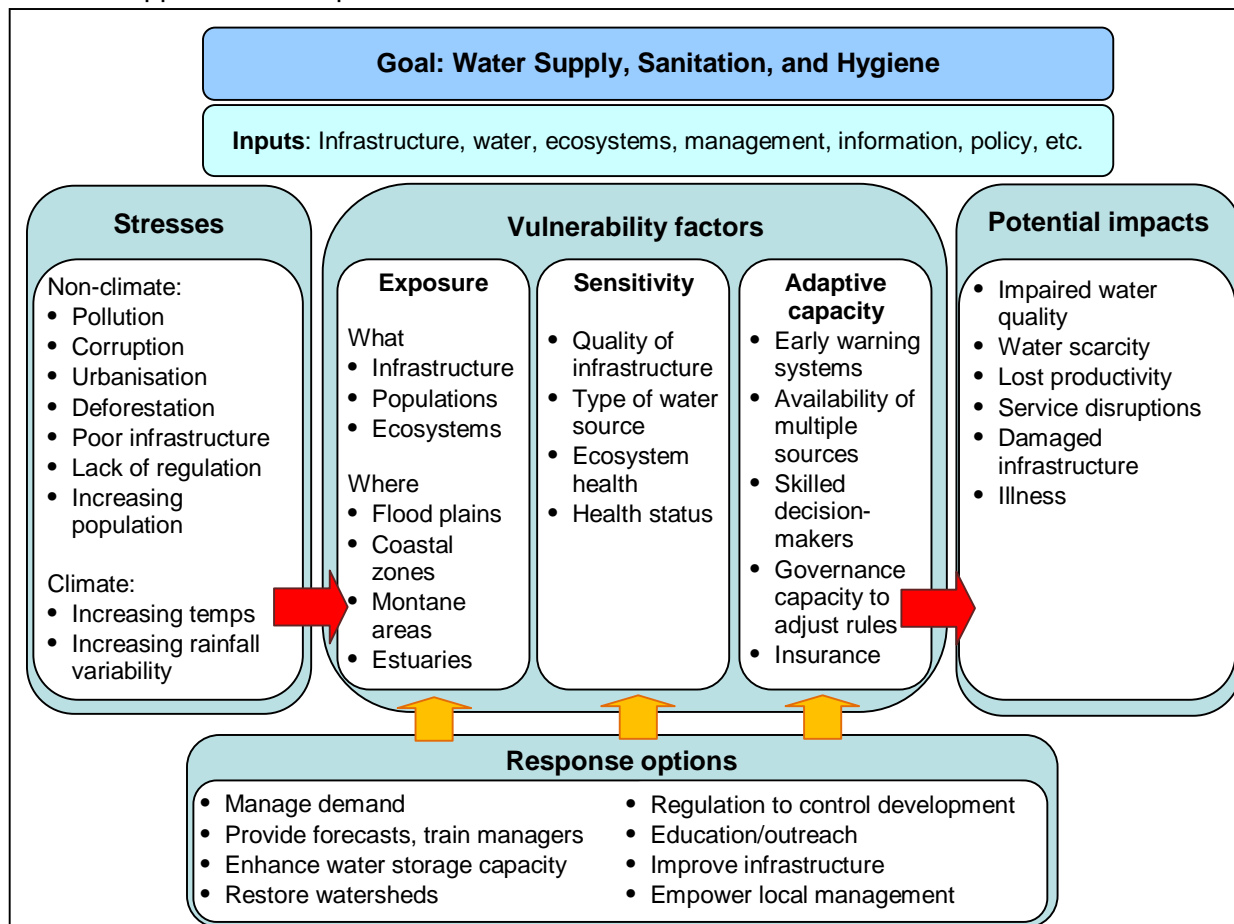 Goal: Water Supply, Sanitation, and Hygiene
Inputs: Infrastructure, water, ecosystems, management, information, policy, etc.
Stresses
Non-climate:
• Pollution
• Corruption
• Urbanisation
• Deforestation
• Poor infrastructure
• Lack of regulation
• Increasing
population
Climate:
• Increasing temps
• Increasing rainfall
variability
Vulnerability factors
Exposure
What
• Infrastructure
• Populations
• Ecosystems
Where
• Flood plains
• Coastal
zones
• Montane
areas
• Estuaries
Sensitivity
• Quality of
infrastructure
• Type of water
source
• Ecosystem
health
• Health status
Adaptive
capacity
• Early warning
systems
• Availability of
multiple
sources
• Skilled
decision-
makers
• Governance
capacity to
adjust rules
• Insurance
Potential impacts
• Impaired water
quality
• Water scarcity
• Lost productivity
• Service disruptions
• Damaged
infrastructure
• Illness
Response options
• Manage demand
• Provide forecasts, train managers
• Enhance water storage capacity
• Restore watersheds
• Regulation to control development
• Education/outreach
• Improve infrastructure
• Empower local management